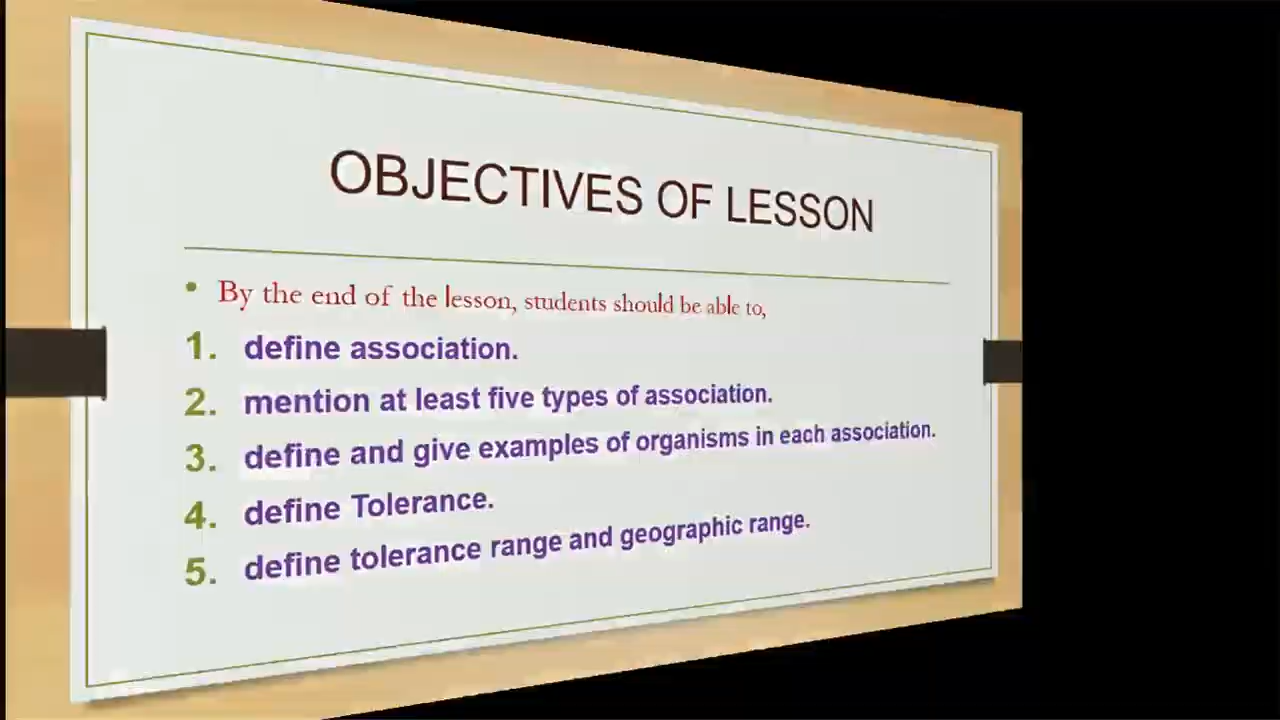 OBJECTIVES OF LESSON
• By the end of the lesson, students should be able to,
1. define association.
2. mention at least five types of association.
3. define and give examples of organisms in each association.
4. define Tolerance.
5. define tolerance range and geographic range.